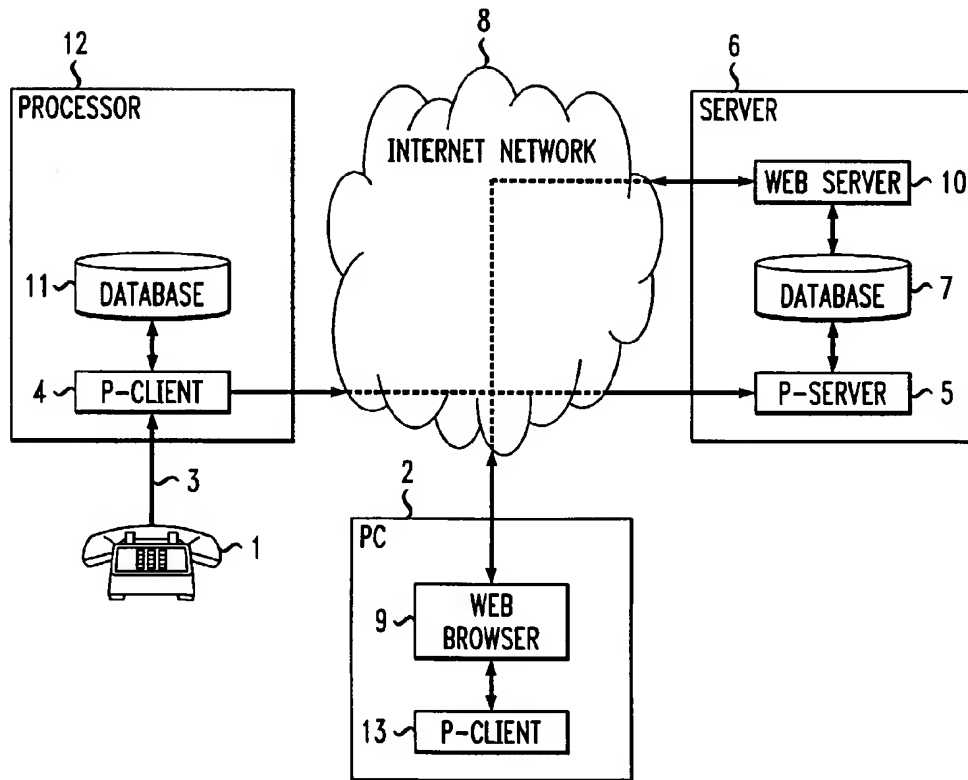 8
12
6
PROCESSOR
SERVER
INTERNET NETWORK
WEB SERVER
10
11
DATABASE
DATABASE
7
4
P-CLIENT
P-SERVER
5
3
2
1
PC
9
WEB
BROWSER
13
P-CLIENT